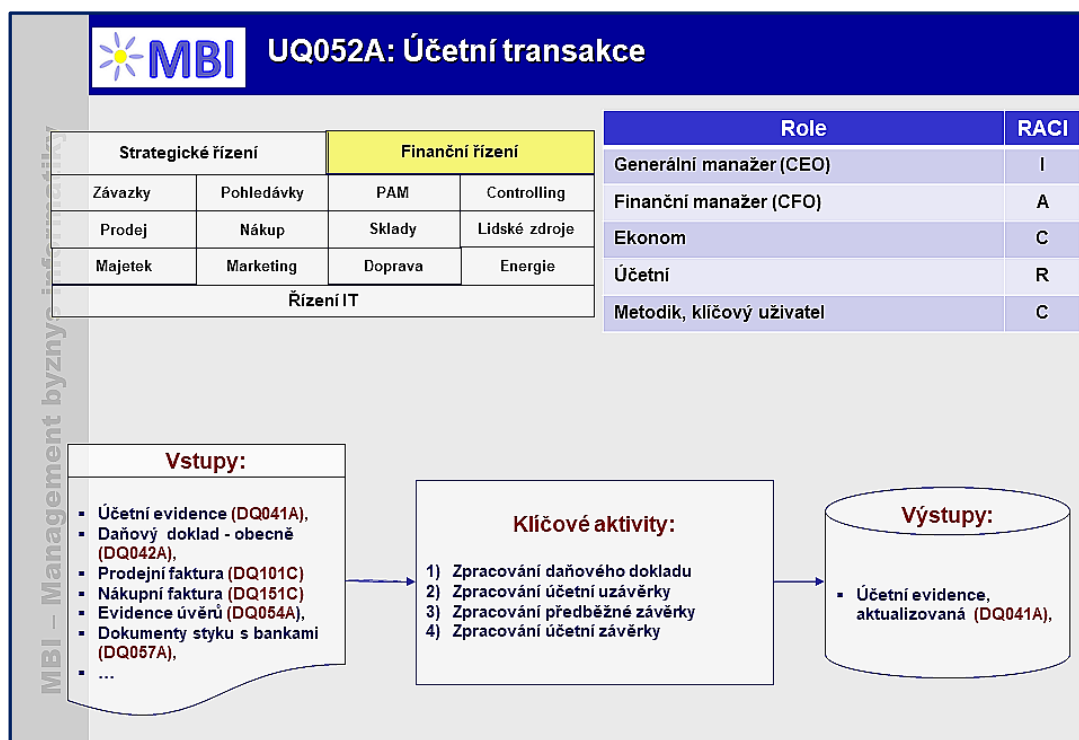 MBI
UQ052A: Účetní transakce
MBI – Management byznys informatiky
Strategické řízení
Finanční řízení
Závazky
Pohledávky
PAM
Controlling
Prodej
Nákup
Sklady
Lidské zdroje
Majetek
Marketing
Doprava
Energie
Řízení IT
Role
RACI
Generální manažer (CEO)
I
Finanční manažer (CFO)
A
Ekonom
C
Účetní
R
Metodik, klíčový uživatel
C
Vstupy:
▪ Účetní evidence (DQ041A),
▪ Daňový doklad - obecně
(DQ042A),
▪ Prodejní faktura (DQ101C)
▪ Nákupní faktura (DQ151C)
▪ Evidence úvěrů (DQ054A),
▪ Dokumenty styku s bankami
(DQ057A),
▪ ...
Klíčové aktivity:
1) Zpracování daňového dokladu
2) Zpracování účetní uzávěrky
3) Zpracování předběžné závěrky
4) Zpracování účetní závěrky
Výstupy:
▪ Účetní evidence,
aktualizovaná (DQ041A),